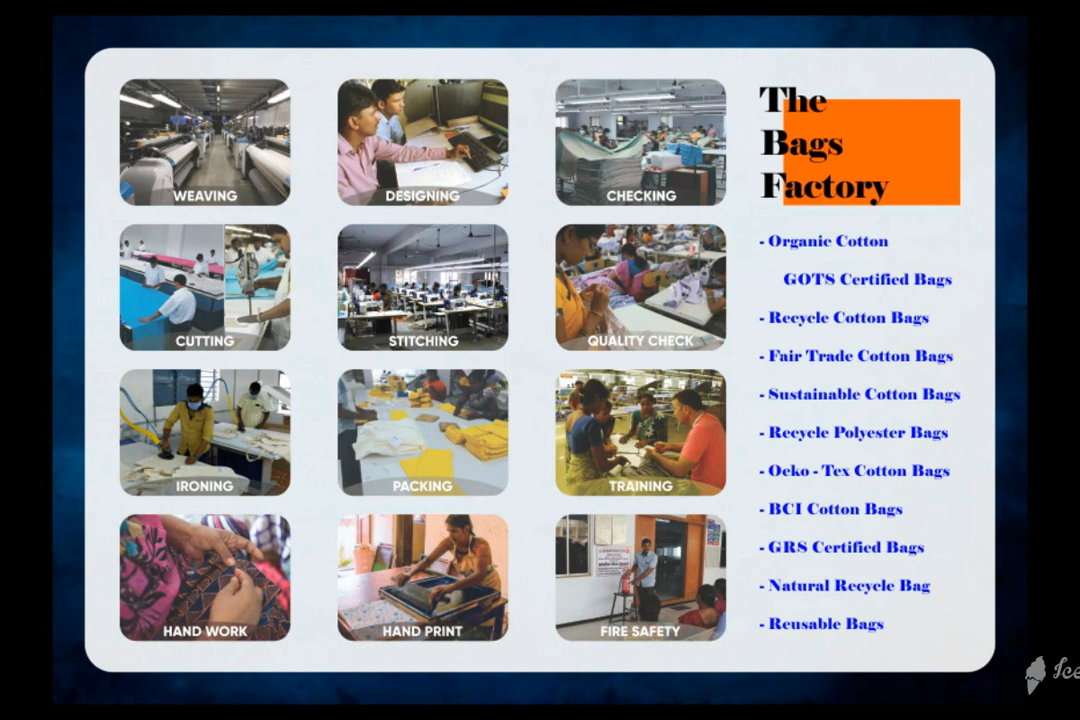 WEAVING
DESIGNING
CHECKING
CUTTING
STITCHING
QUALITY CHECK
IRONING
PACKING
TRAINING
HAND WORK
HAND PRINT
FIRE SAFETY
The
Bags
Factory
- Organic Cotton
GOTS Certified Bags
- Recycle Cotton Bags
- Fair Trade Cotton Bags
- Sustainable Cotton Bags
- Recycle Polyester Bags
- Oeko - Tex Cotton Bags
- BCI Cotton Bags
- GRS Certified Bags
- Natural Recycle Bag
- Reusable Bags
Ice